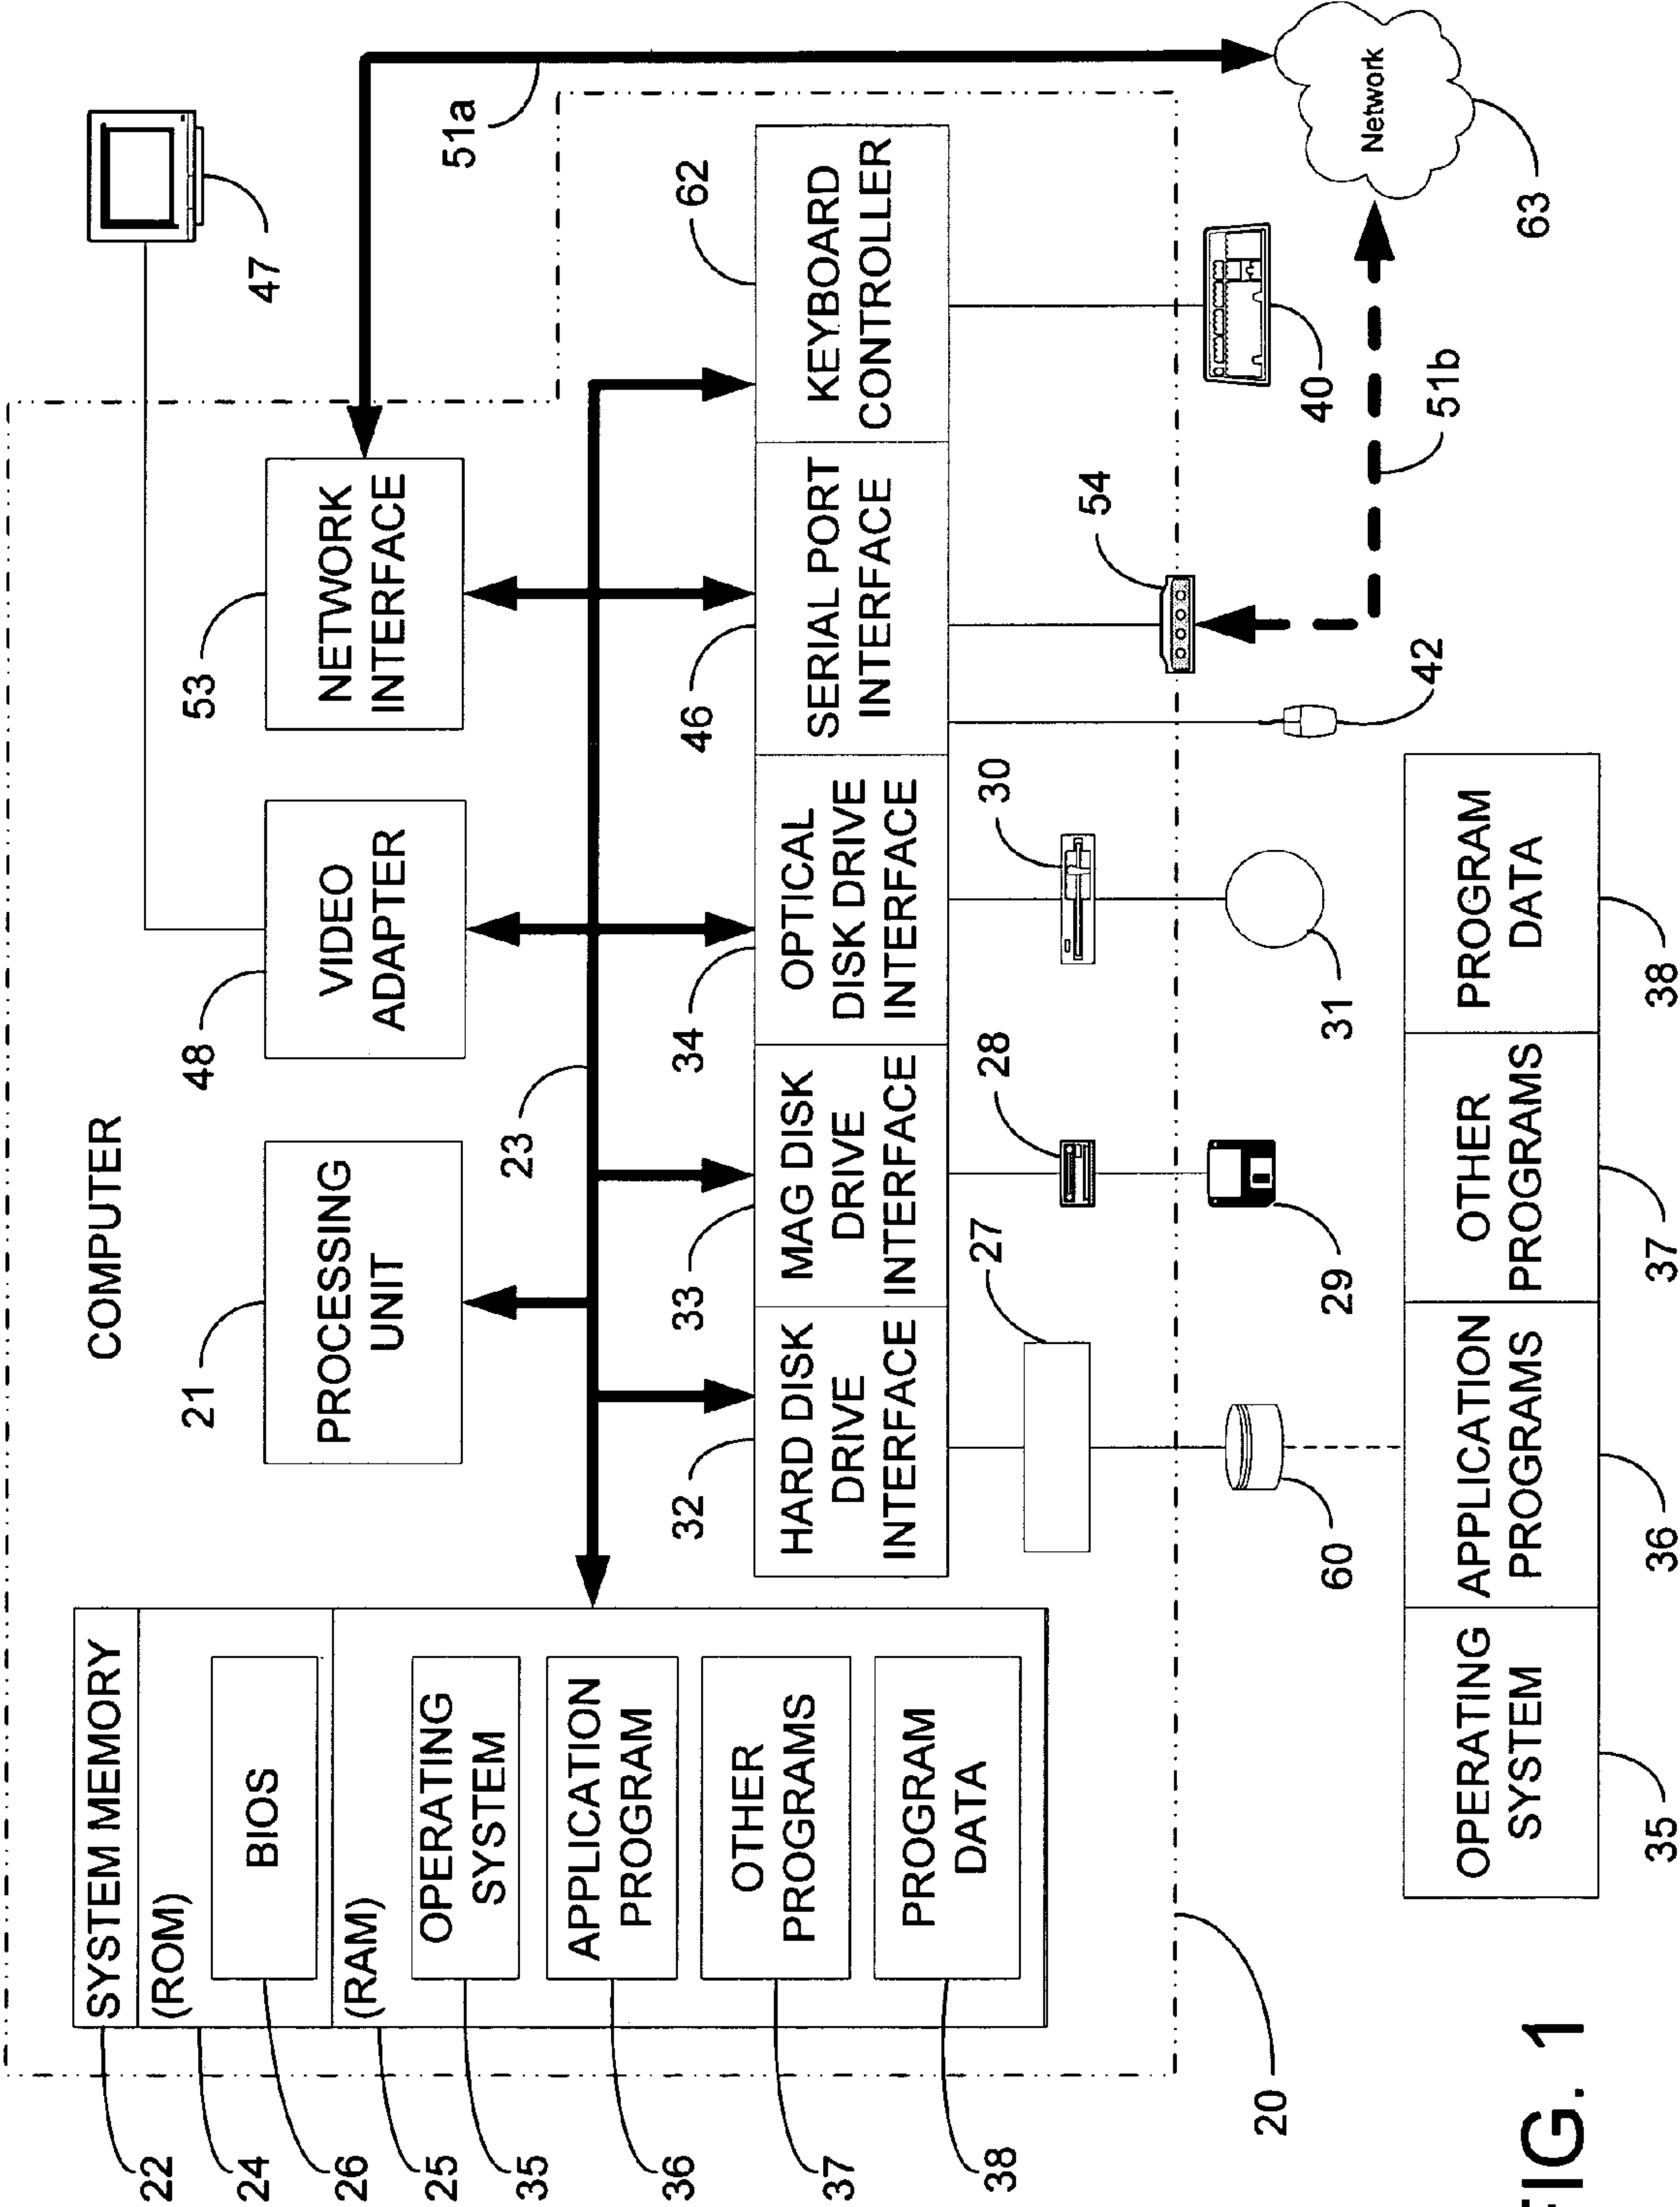 COMPUTER
22
SYSTEM MEMORY
24
(ROM)
26
BIOS
25
(RAM)
35
OPERATING
SYSTEM
36
APPLICATION
PROGRAM
37
OTHER
PROGRAMS
38
PROGRAM
DATA
21
PROCESSING
UNIT
48
VIDEO
ADAPTER
53
NETWORK
INTERFACE
47
51a
23
32
HARD DISK
DRIVE
INTERFACE
33
MAG DISK
DRIVE
INTERFACE
34
OPTICAL
DISK DRIVE
INTERFACE
46
SERIAL PORT
INTERFACE
62
KEYBOARD
CONTROLLER
27
28
30
54
20
60
29
31
42
40
51b
63
Network
OPERATING
SYSTEM
APPLICATION
PROGRAMS
OTHER
PROGRAMS
PROGRAM
DATA
35
36
37
38
FIG. 1